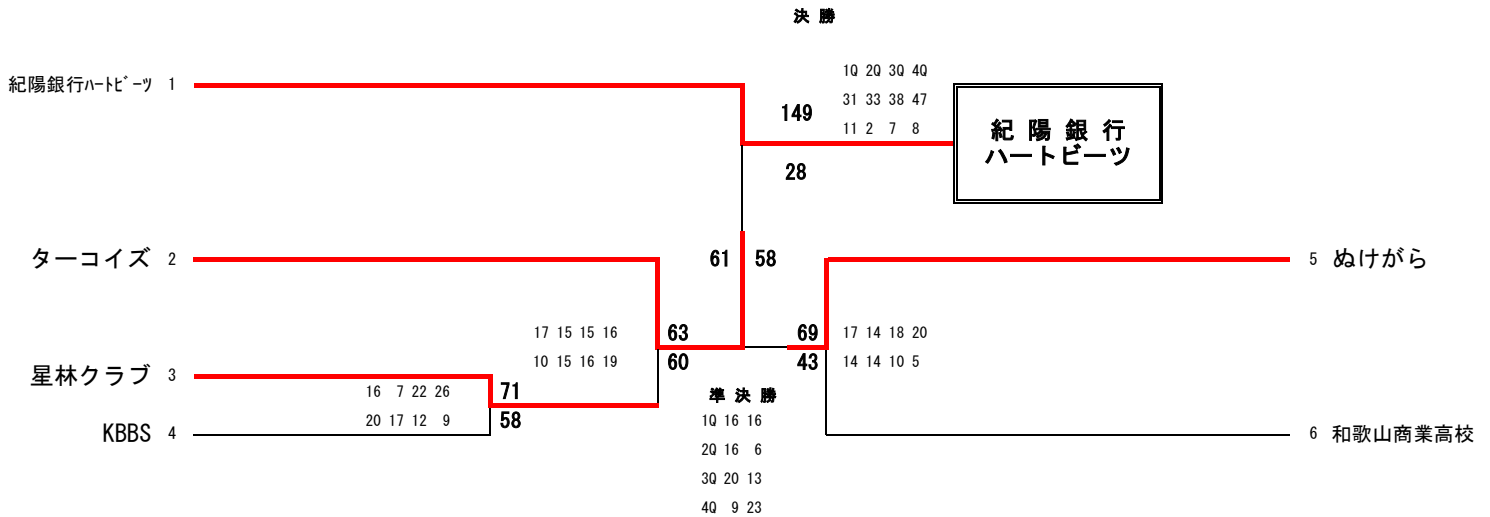 決 勝
紀陽銀行ﾊｰﾄﾋﾞｰﾂ 1
1Q 2Q 3Q 4Q
149
31 33 38 47
11 2 7 8
28
紀 陽 銀 行
ハートビーツ
ターコイズ 2
61 58
5 ぬけがら
17 15 15 16
63
10 15 16 19
60
69
17 14 18 20
43
14 14 10 5
星林クラブ 3
16 7 22 26
71
20 17 12 9
58
KBBS 4
準 決 勝
1Q 16 16
2Q 16 6
3Q 20 13
4Q 9 23
6 和歌山商業高校